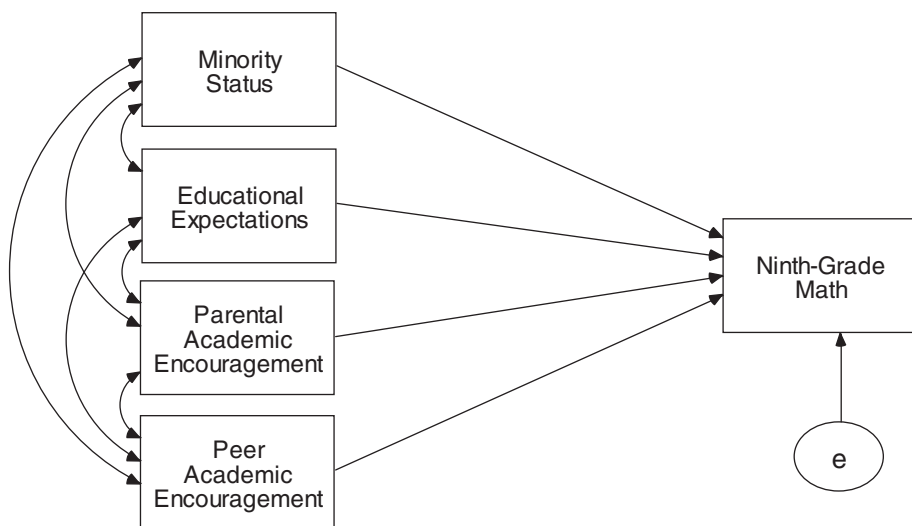 Minority
Status
Educational
Expectations
Parental
Academic
Encouragement
Peer
Academic
Encouragement
Ninth-Grade
Math
e